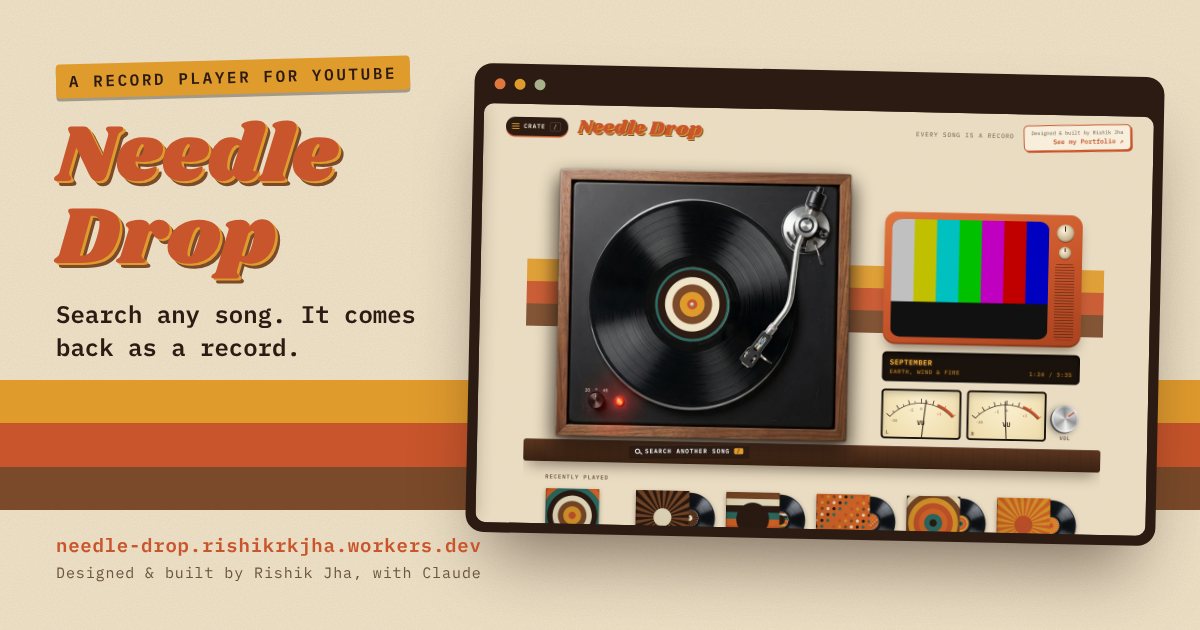 A RECORD PLAYER FOR YOUTUBE
Needle
Drop
Search any song. It comes
back as a record.
needle-drop.rishikrkjha.workers.dev
Designed & built by Rishik Jha, with Claude
CRATE /
Needle Drop
EVERY SONG IS A RECORD
Designed & built by Rishik Jha
See my Portfolio ↗
SEPTEMBER
EARTH, WIND & FIRE
1:24 / 3:35
VU
L
VU
R
VOL
SEARCH ANOTHER SONG /
RECENTLY PLAYED